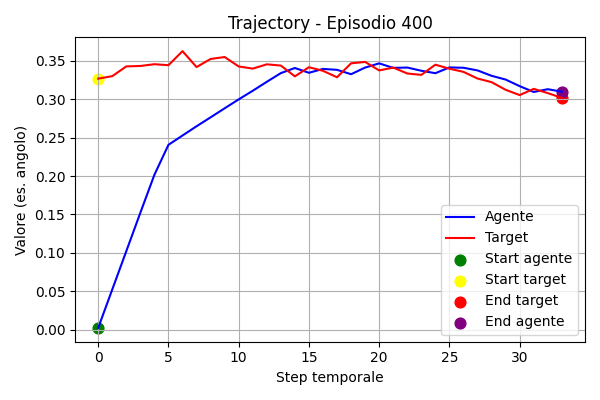 Trajectory - Episodio 400
Valore (es. angolo)
0.35
0.30
0.25
0.20
0.15
0.10
0.05
0.00
0 5 10 15 20 25 30
Step temporale
Agente
Target
Start agente
Start target
End target
End agente